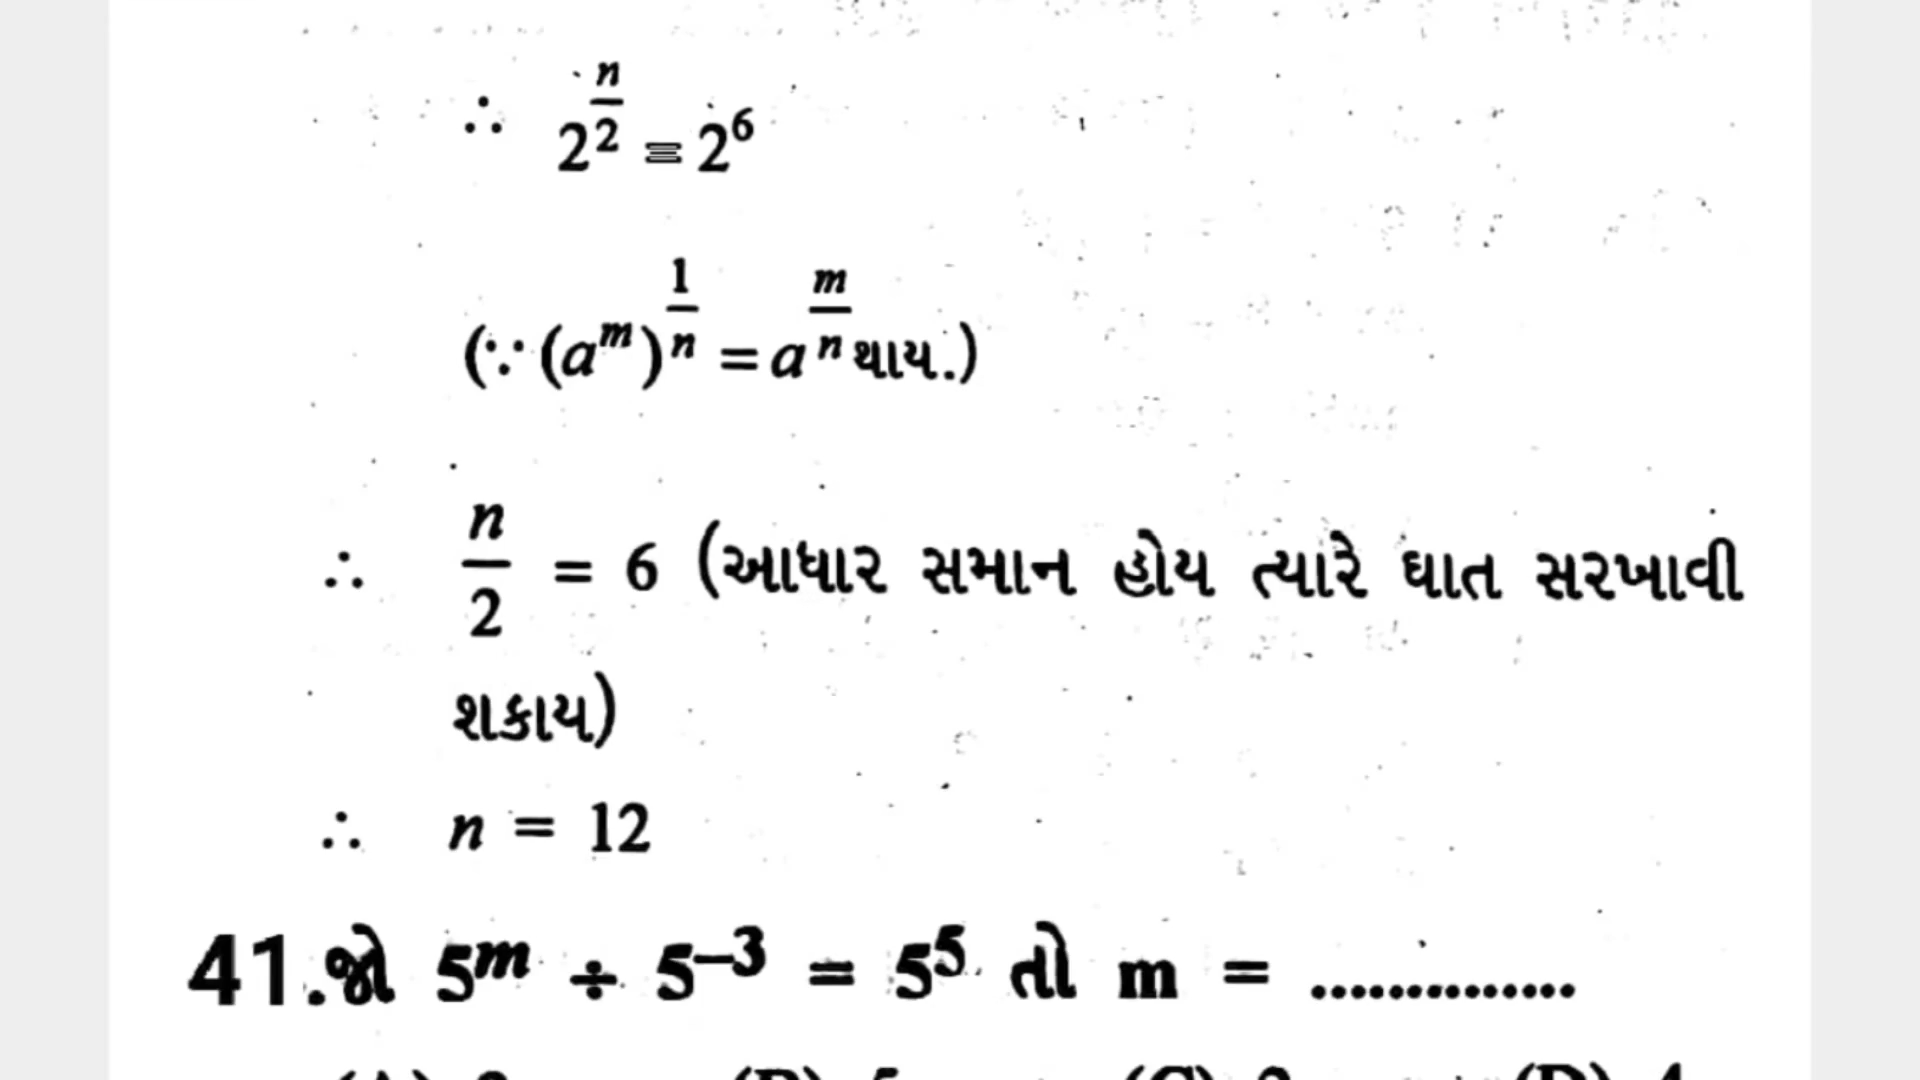 ∴ 2^(n/2) = 2^6
(∵ (a^m)^(1/n) = a^(m/n) થાય.)
∴ n/2 = 6 (આધાર સમાન હોય ત્યારે ઘાત સરખાવી
શકાય)
∴ n = 12
41.જો 5^m ÷ 5^–3 = 5^5 તો m = ..............